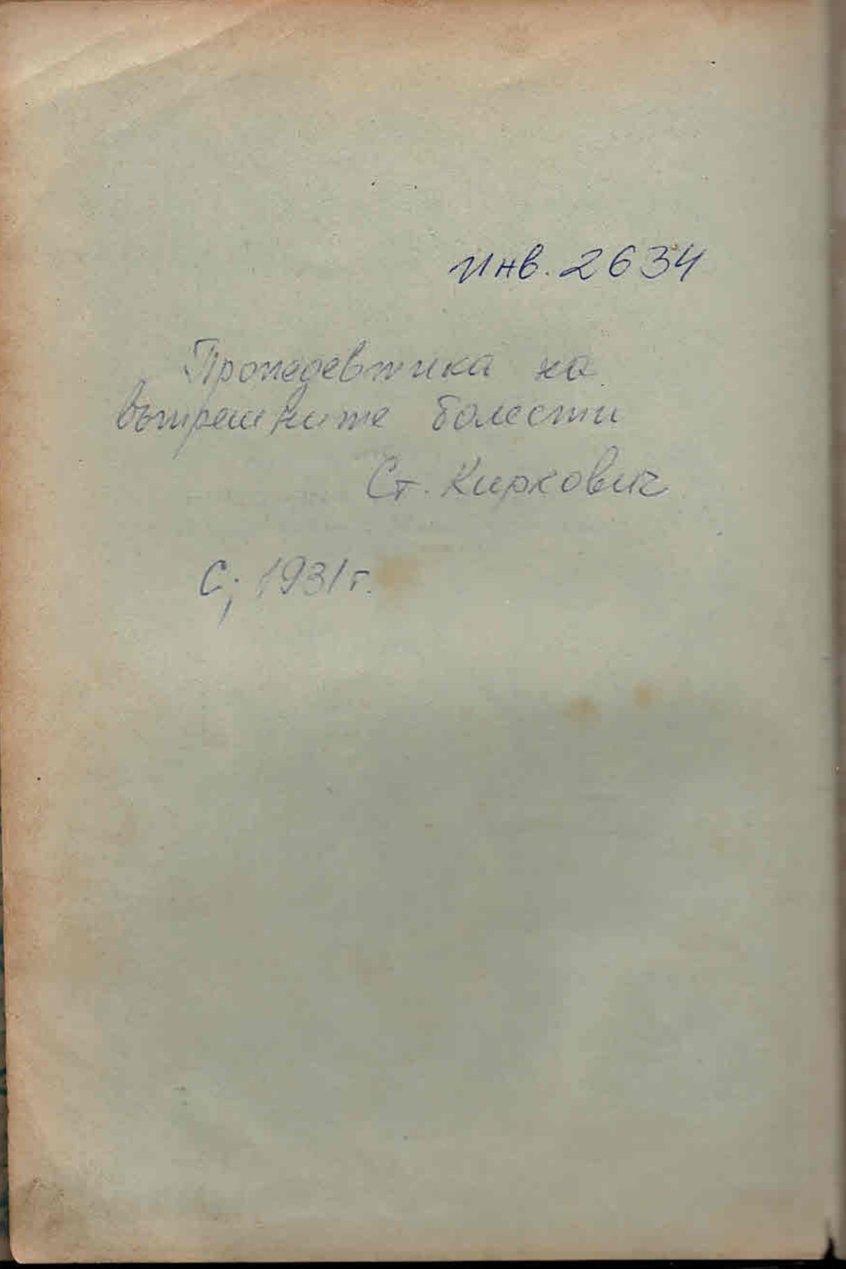 Инв. 2634
Пропедевтика на
вътрешните болести
Ст. Киркович
С; 1931 г.